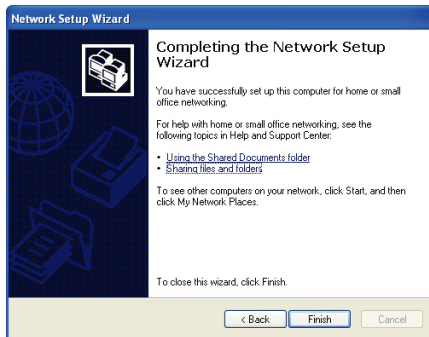 Network Setup Wizard
Completing the Network Setup
Wizard
You have successfully set up this computer for home or small
office networking.
For help with home or small office networking, see the
following topics in Help and Support Center:
• Using the Shared Documents folder
• Sharing files and folders
To see other computers on your network, click Start, and then
click My Network Places.
To close this wizard, click Finish.
< Back
Finish
Cancel